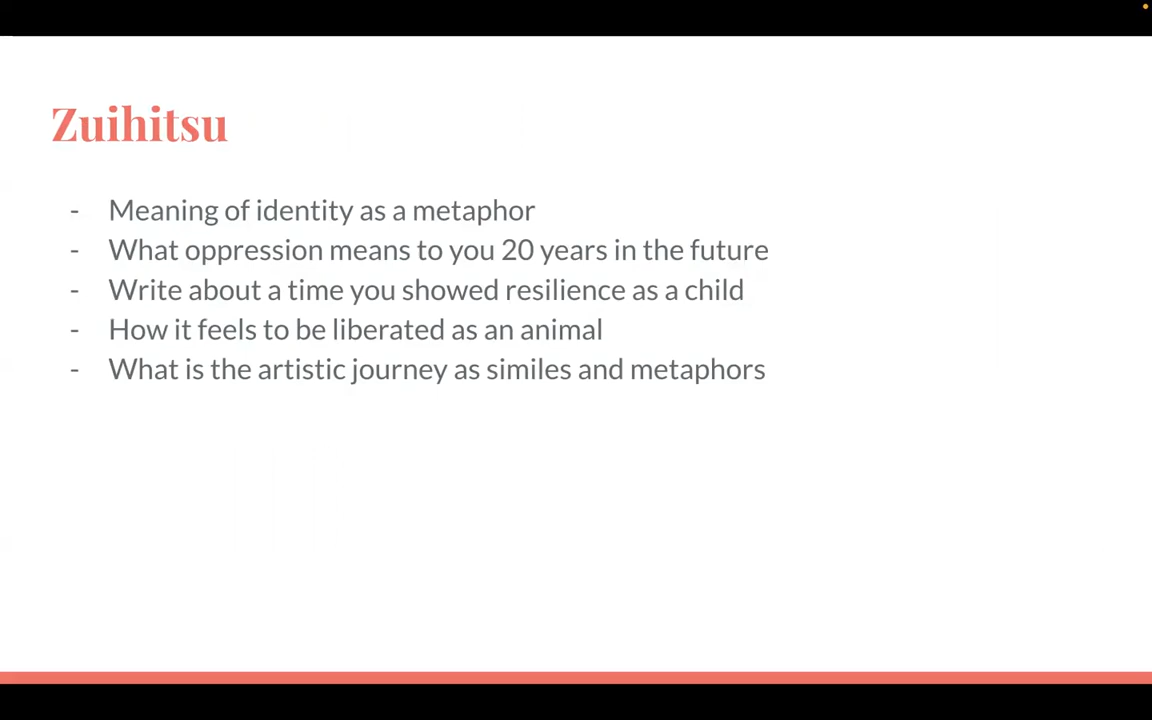 Zuihitsu
- Meaning of identity as a metaphor
- What oppression means to you 20 years in the future
- Write about a time you showed resilience as a child
- How it feels to be liberated as an animal
- What is the artistic journey as similes and metaphors